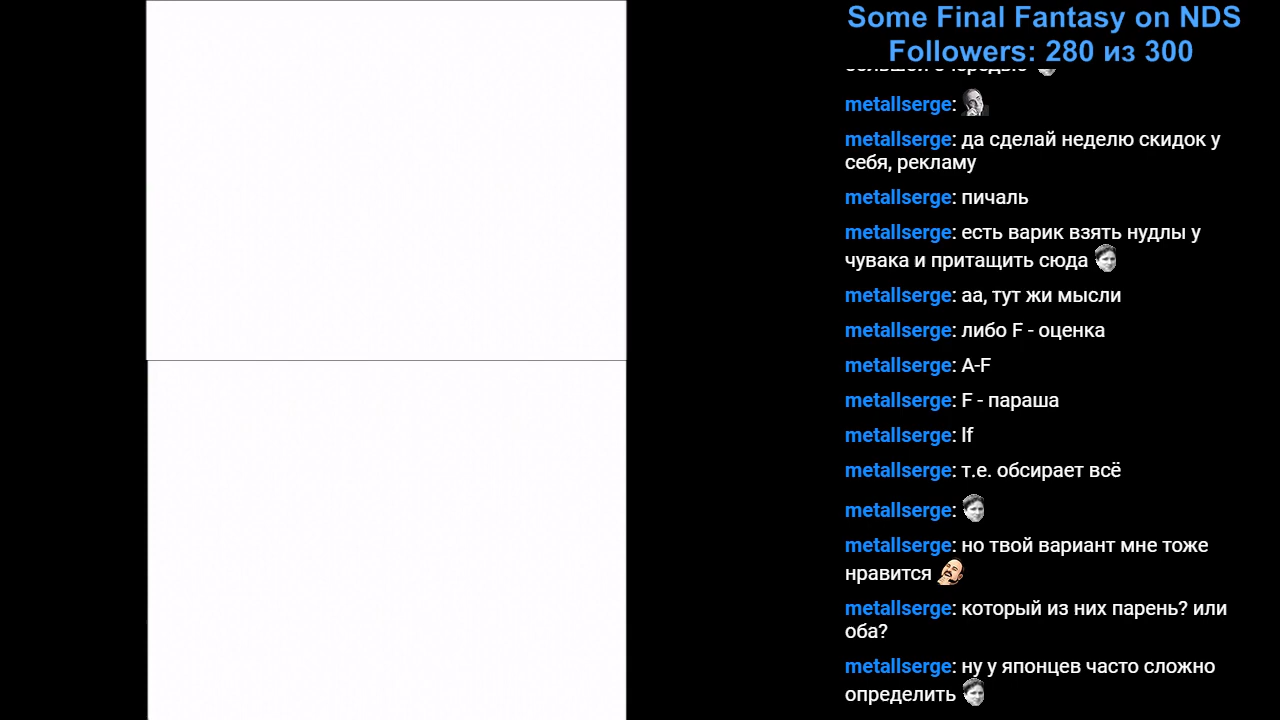 Some Final Fantasy on NDS
Followers: 280 из 300
metallserge:
metallserge: да сделай неделю скидок у
себя, рекламу
metallserge: пичаль
metallserge: есть варик взять нудлы у
чувака и притащить сюда
metallserge: аа, тут жи мысли
metallserge: либо F - оценка
metallserge: A-F
metallserge: F - параша
metallserge: lf
metallserge: т.е. обсирает всё
metallserge:
metallserge: но твой вариант мне тоже
нравится
metallserge: который из них парень? или
оба?
metallserge: ну у японцев часто сложно
определить